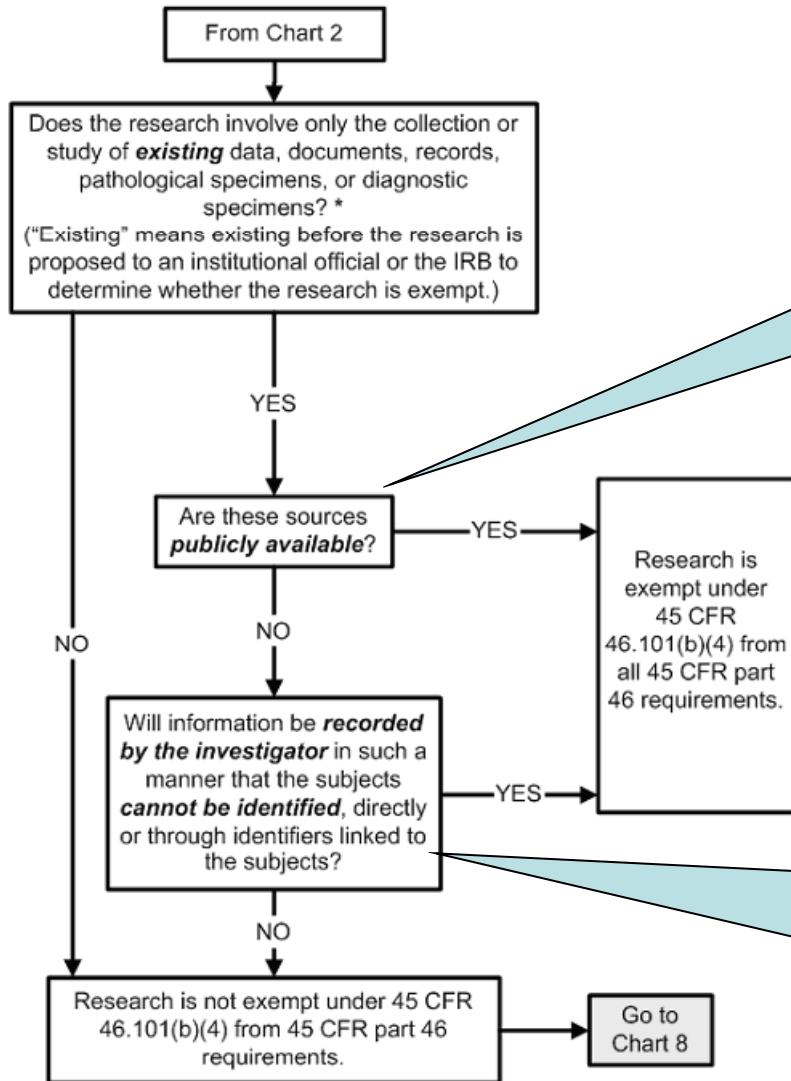 From Chart 2
Does the research involve only the collection or
study of existing data, documents, records,
pathological specimens, or diagnostic
specimens? *
("Existing" means existing before the research is
proposed to an institutional official or the IRB to
determine whether the research is exempt.)
YES
Are these sources
publicly available?
YES
Research is
exempt under
45 CFR
46.101(b)(4) from
all 45 CFR part
46 requirements.
NO
NO
Will information be recorded
by the investigator in such a
manner that the subjects
cannot be identified, directly
or through identifiers linked to
the subjects?
YES
NO
Research is not exempt under 45 CFR
46.101(b)(4) from 45 CFR part 46
requirements.
Go to
Chart 8